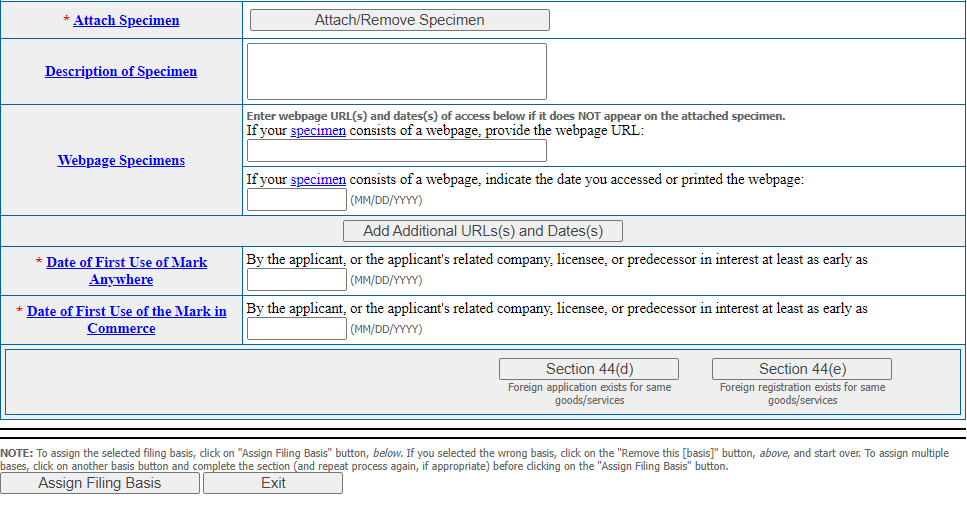 * Attach Specimen
Attach/Remove Specimen
Description of Specimen
Webpage Specimens
Enter webpage URL(s) and dates(s) of access below if it does NOT appear on the attached specimen.
If your specimen consists of a webpage, provide the webpage URL:
If your specimen consists of a webpage, indicate the date you accessed or printed the webpage:
(MM/DD/YYYY)
Add Additional URLs(s) and Dates(s)
* Date of First Use of Mark
Anywhere
By the applicant, or the applicant's related company, licensee, or predecessor in interest at least as early as
(MM/DD/YYYY)
* Date of First Use of the Mark in
Commerce
By the applicant, or the applicant's related company, licensee, or predecessor in interest at least as early as
(MM/DD/YYYY)
Section 44(d)
Foreign application exists for same
goods/services
Section 44(e)
Foreign registration exists for same
goods/services
NOTE: To assign the selected filing basis, click on "Assign Filing Basis" button, below. If you selected the wrong basis, click on the "Remove this [basis]" button, above, and start over. To assign multiple
bases, click on another basis button and complete the section (and repeat process again, if appropriate) before clicking on the "Assign Filing Basis" button.
Assign Filing Basis
Exit